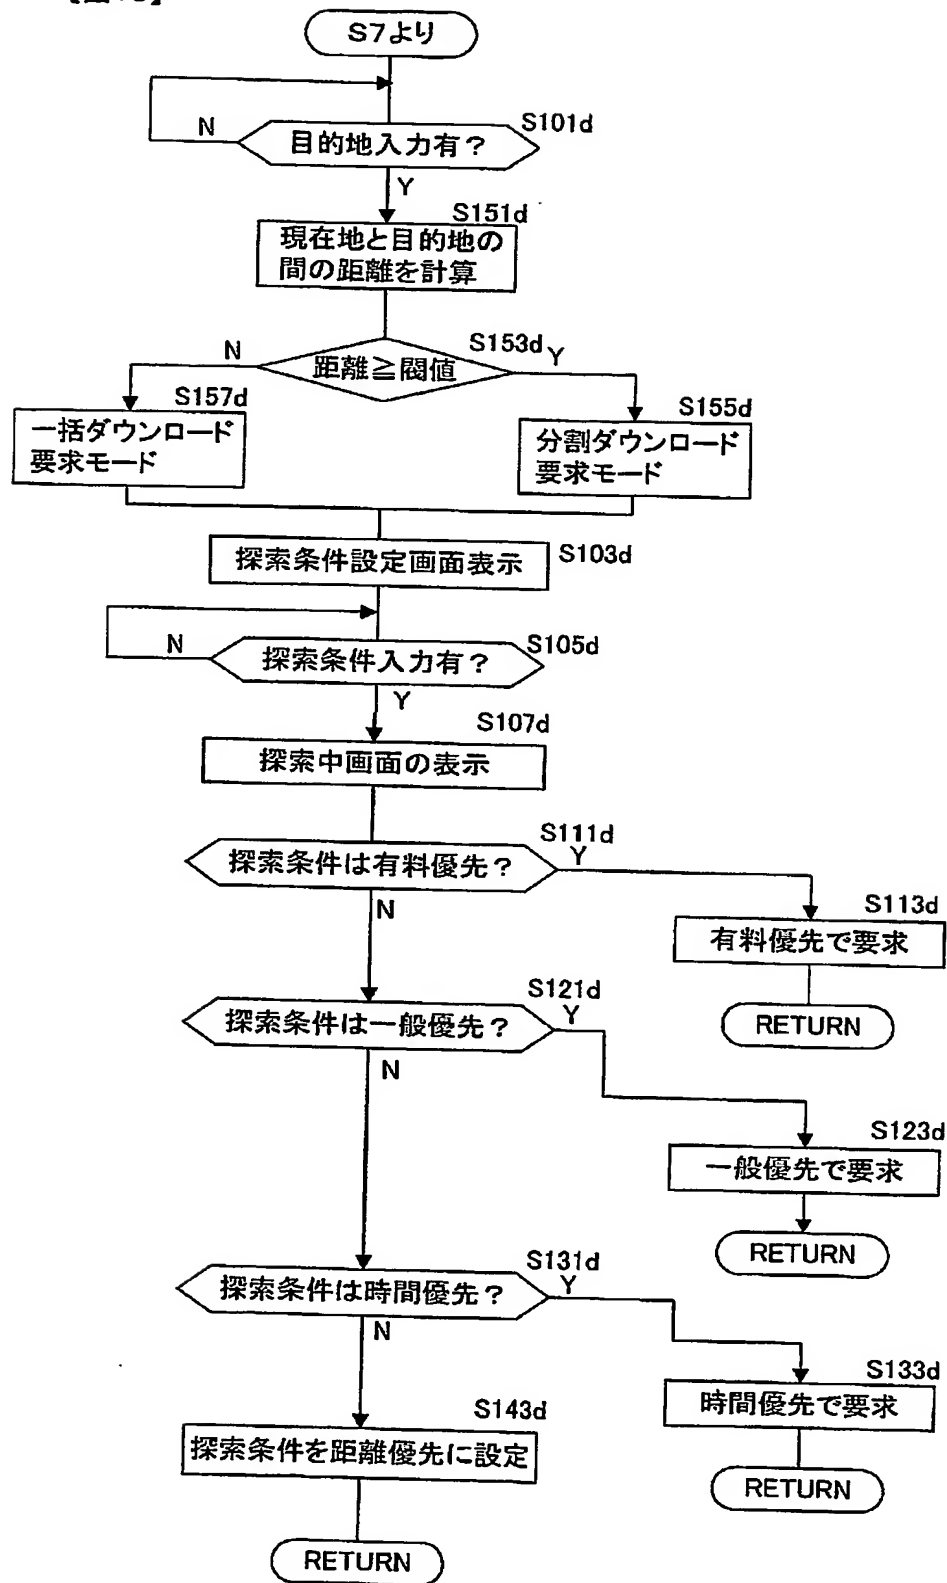 S7より
S101d
N
目的地入力有？
Y
S151d
現在地と目的地の
間の距離を計算
S153d
N
Y
距離≧閾値
S157d
S155d
一括ダウンロード
要求モード
分割ダウンロード
要求モード
探索条件設定画面表示
S103d
N
探索条件入力有？
S105d
Y
S107d
探索中画面の表示
S111d
Y
探索条件は有料優先？
N
S113d
有料優先で要求
RETURN
S121d
Y
探索条件は一般優先？
N
S123d
一般優先で要求
RETURN
S131d
Y
探索条件は時間優先？
N
S133d
時間優先で要求
RETURN
S143d
探索条件を距離優先に設定
RETURN